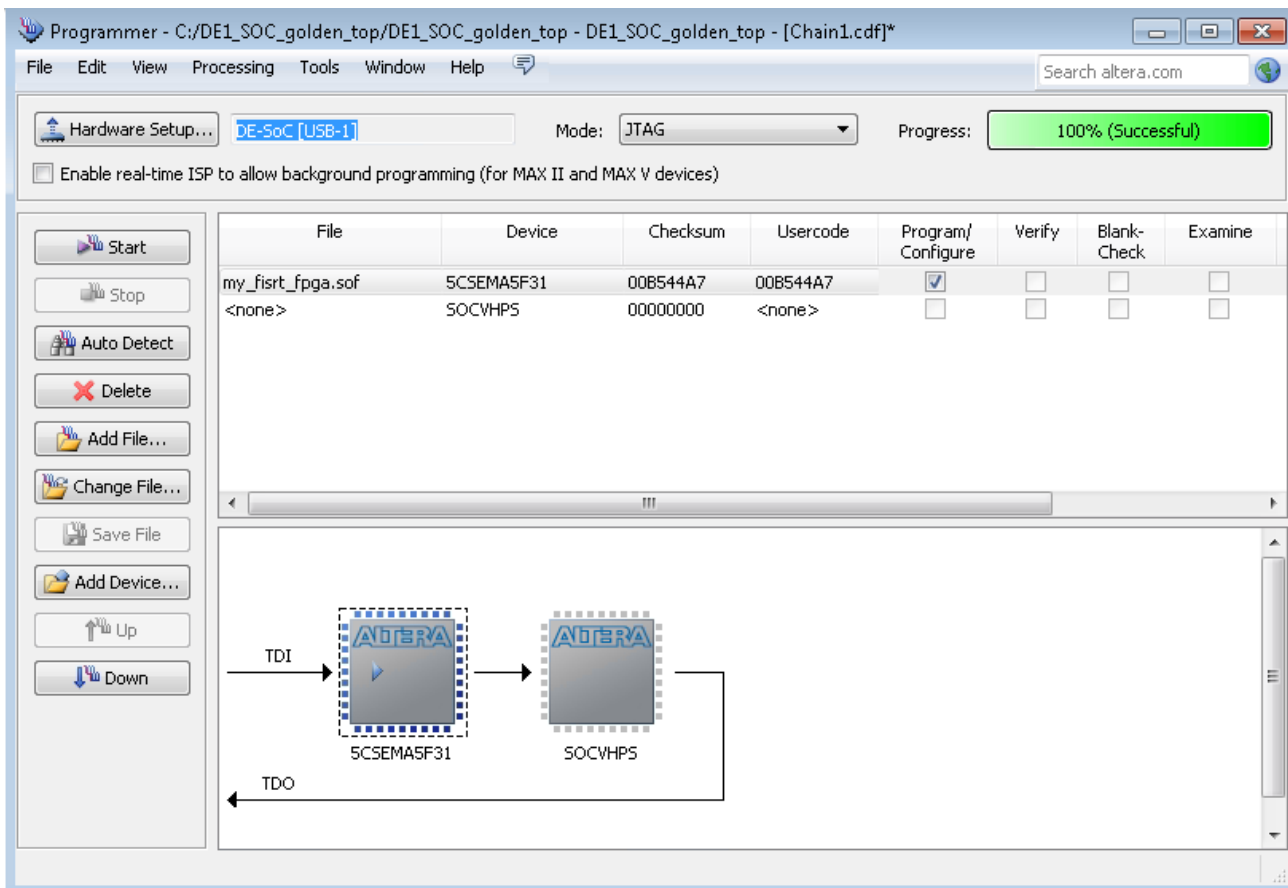 Programmer - C:/DE1_SOC_golden_top/DE1_SOC_golden_top - DE1_SOC_golden_top - [Chain1.cdf]*
File Edit View Processing Tools Window Help Search altera.com
Hardware Setup... DE-SoC [USB-1] Mode: JTAG Progress: 100% (Successful)
Enable real-time ISP to allow background programming (for MAX II and MAX V devices)
Start
Stop
Auto Detect
Delete
Add File...
Change File...
Save File
Add Device...
Up
Down
File Device Checksum Usercode Program/ Verify Blank- Examine
Configure Check
my_fisrt_fpga.sof 5CSEMA5F31 00B544A7 00B544A7
<none> SOCVHPS 00000000 <none>
ALTERA ALTERA
TDI
5CSEMA5F31 SOCVHPS
TDO